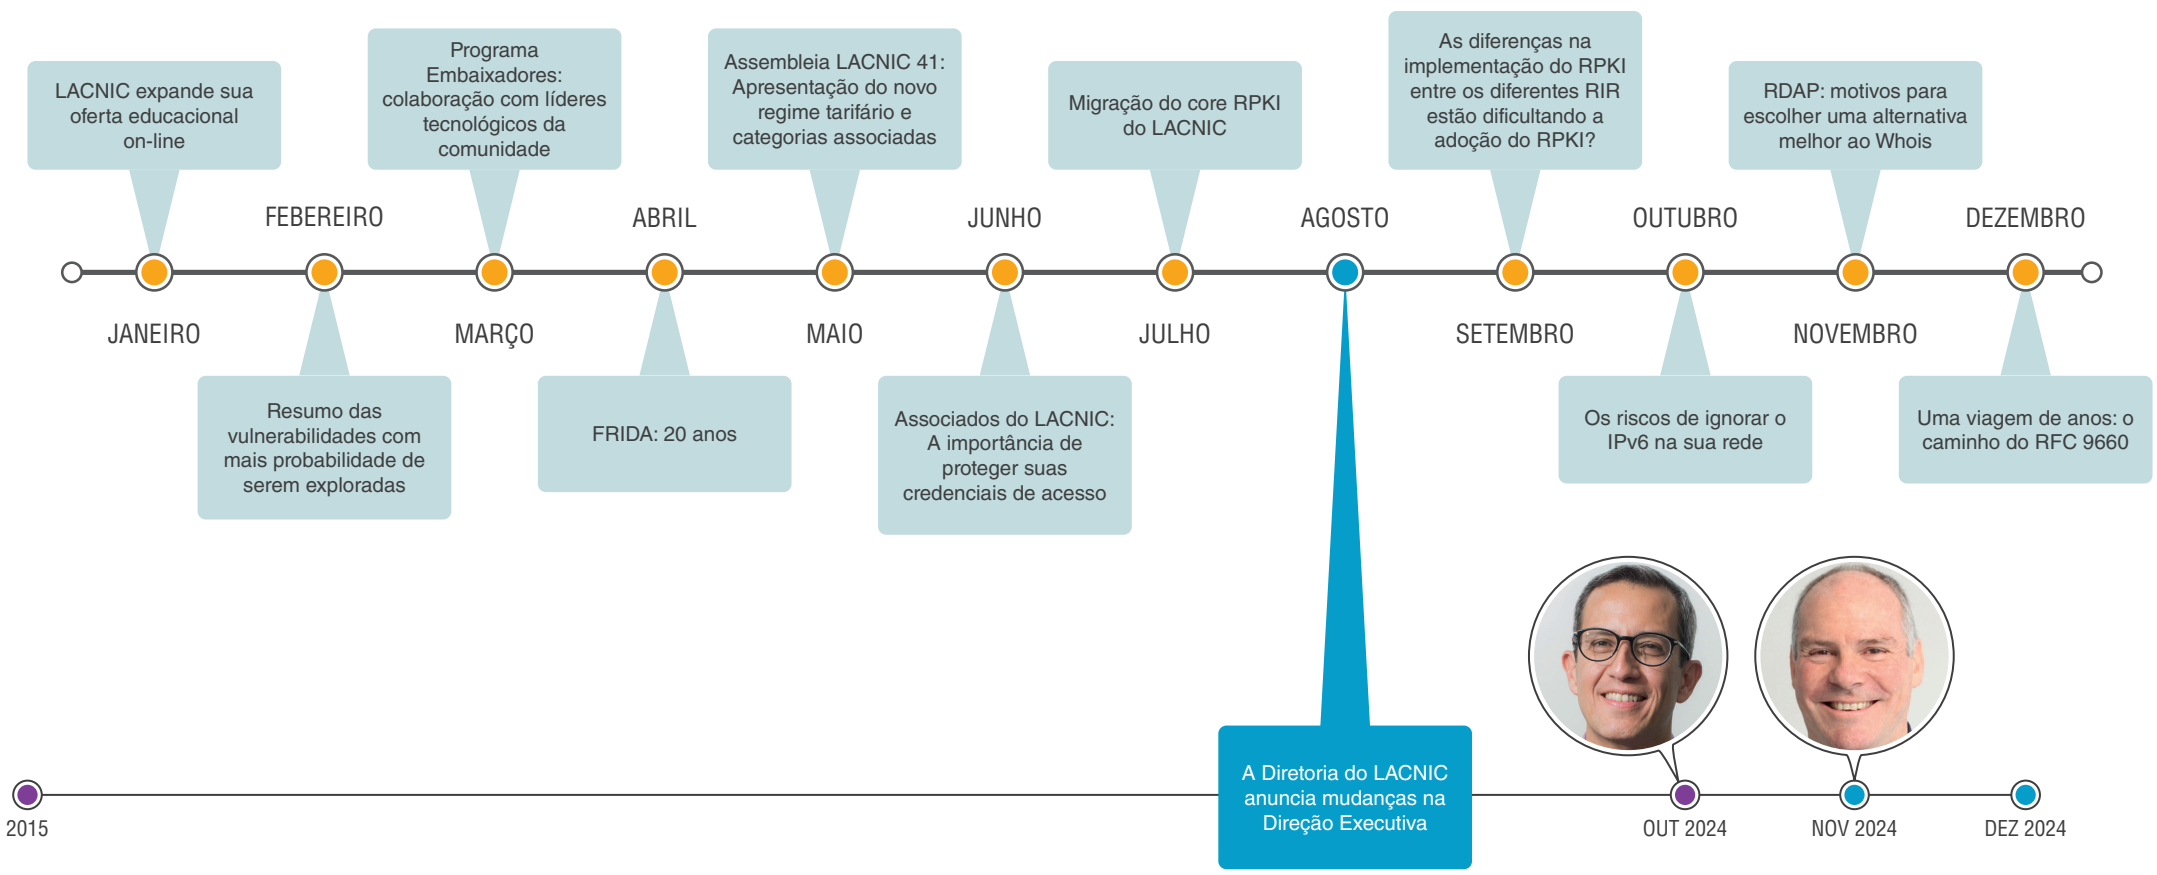 LACNIC expande sua
oferta educacional
on-line
Programa
Embaixadores:
colaboração com líderes
tecnológicos da
comunidade
Assembleia LACNIC 41:
Apresentação do novo
regime tarifário e
categorias associadas
Migração do core RPKI
do LACNIC
As diferenças na
implementação do RPKI
entre os diferentes RIR
estão dificultando a
adoção do RPKI?
RDAP: motivos para
escolher uma alternativa
melhor ao Whois
FEBEREIRO
ABRIL
JUNHO
AGOSTO
OUTUBRO
DEZEMBRO
JANEIRO
MARÇO
MAIO
JULHO
SETEMBRO
NOVEMBRO
Resumo das
vulnerabilidades com
mais probabilidade de
serem exploradas
FRIDA: 20 anos
Associados do LACNIC:
A importância de
proteger suas
credenciais de acesso
Os riscos de ignorar o
IPv6 na sua rede
Uma viagem de anos: o
caminho do RFC 9660
A Diretoria do LACNIC
anuncia mudanças na
Direção Executiva
2015
OUT 2024
NOV 2024
DEZ 2024